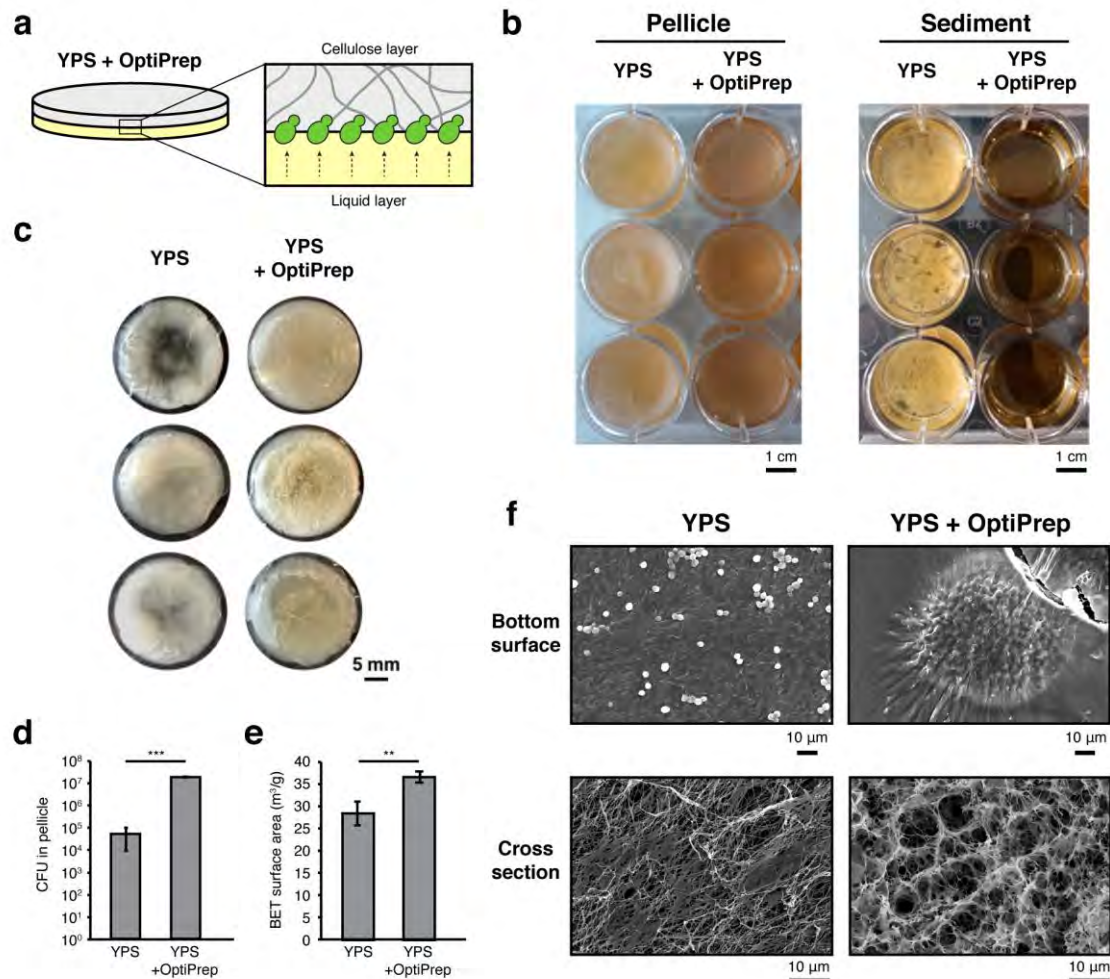 a
YPS + OptiPrep
Cellulose layer
Liquid layer
b
Pellicle
YPS
YPS
+ OptiPrep
1 cm
Sediment
YPS
YPS
+ OptiPrep
1 cm
c
YPS
YPS
+ OptiPrep
5 mm
d
***
CFU in pellicle
10⁸
10⁷
10⁶
10⁵
10⁴
10³
10²
10¹
10⁰
YPS
YPS
+OptiPrep
e
**
BET surface area (m³/g)
40
35
30
25
20
15
10
5
0
YPS
YPS
+OptiPrep
f
YPS
YPS + OptiPrep
Bottom
surface
10 µm
10 µm
Cross
section
10 µm
10 µm